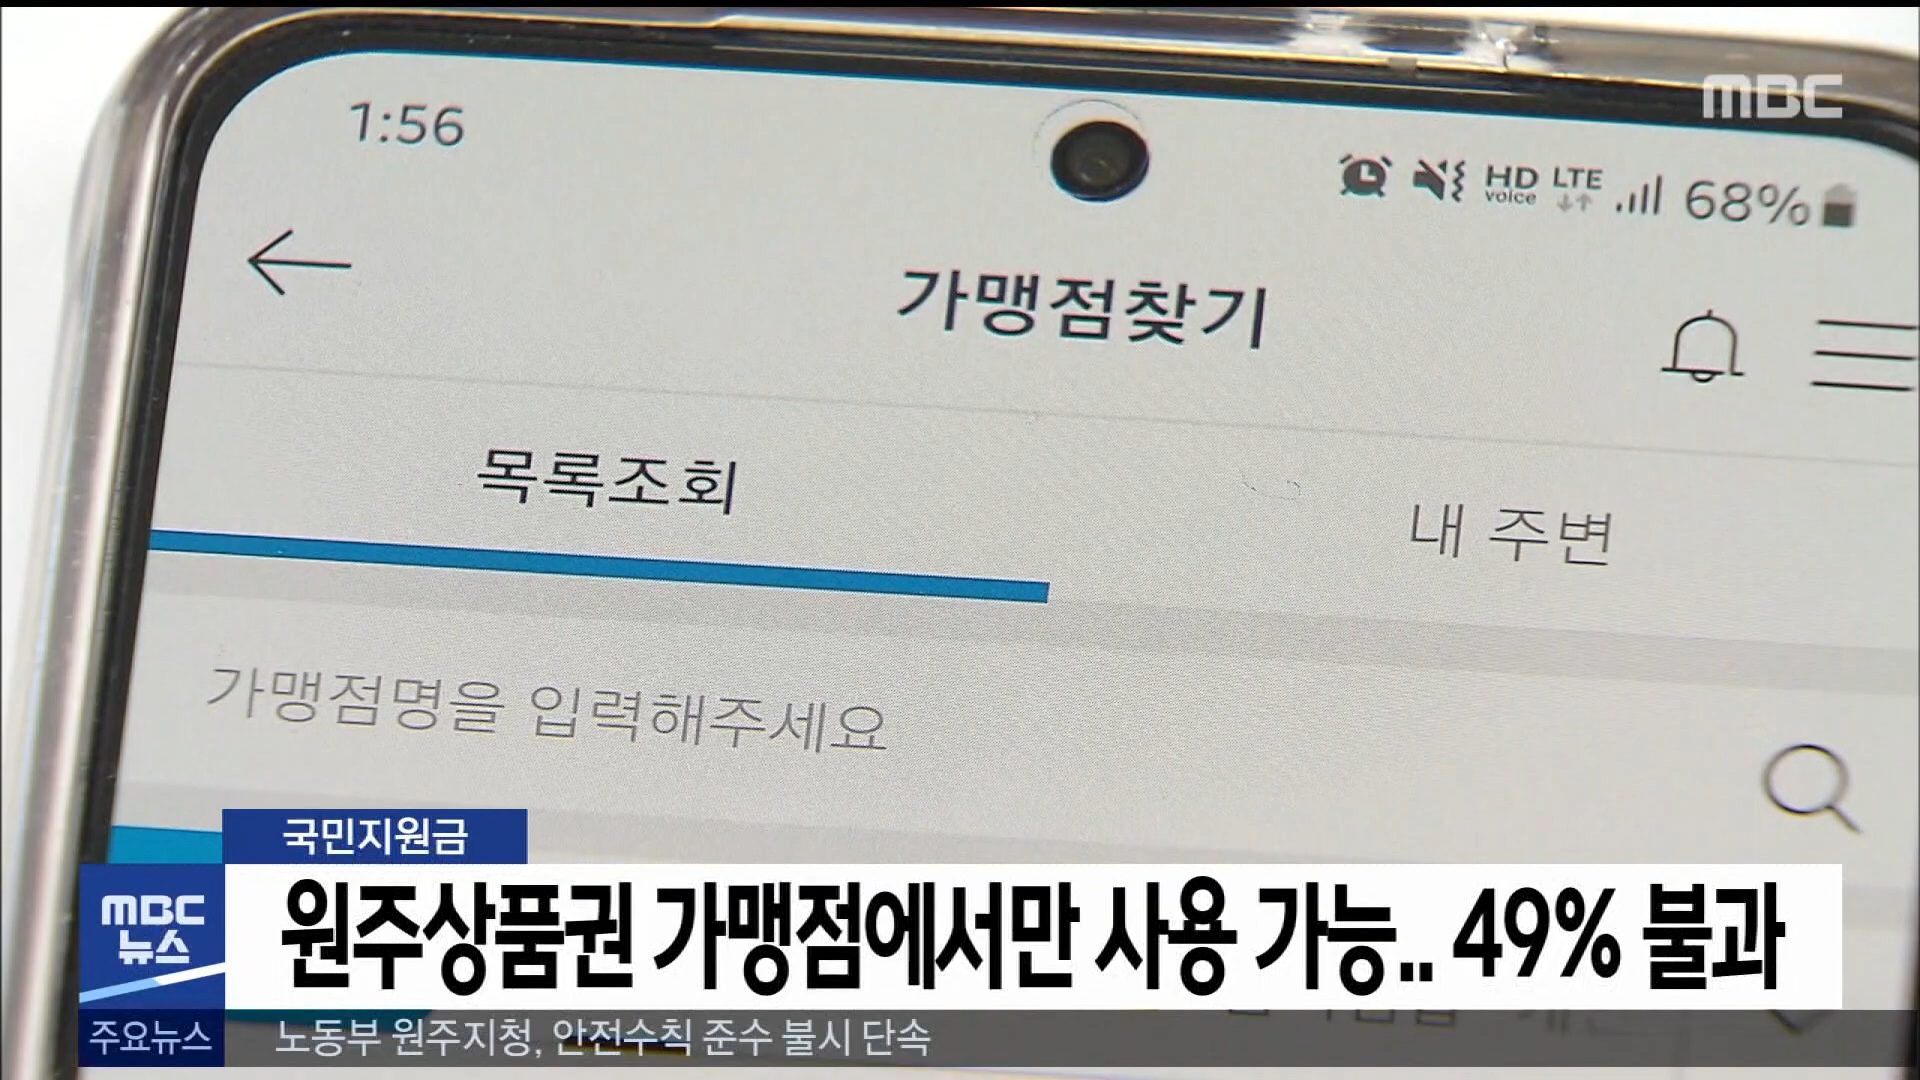 MBC
1:56
HD voice LTE 68%
가맹점찾기
목록조회
내 주변
가맹점명을 입력해주세요
국민지원금
MBC
뉴스
원주상품권 가맹점에서만 사용 가능.. 49% 불과
주요뉴스
노동부 원주지청, 안전수칙 준수 불시 단속